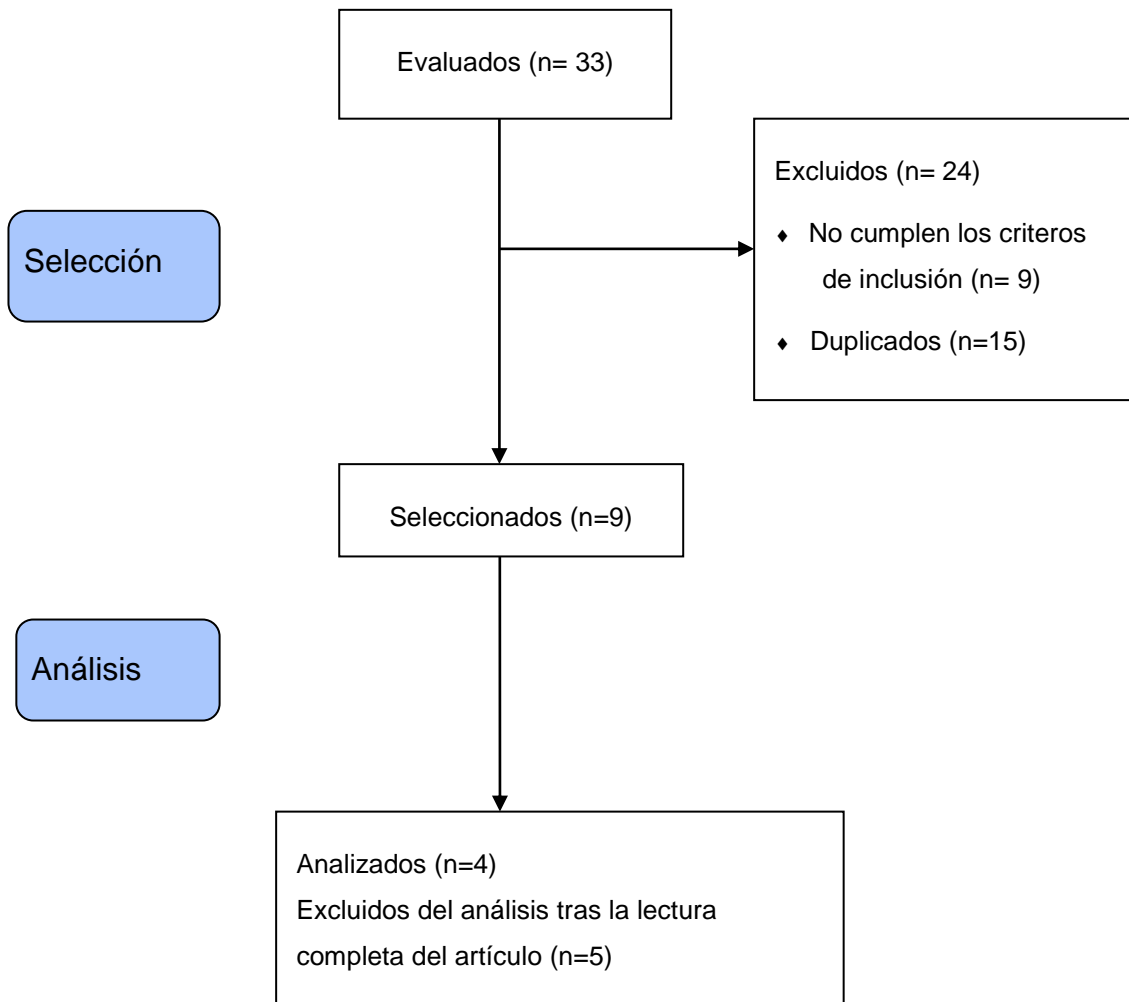 Evaluados (n= 33)
Excluidos (n= 24)
♦ No cumplen los criteros
de inclusión (n= 9)
♦ Duplicados (n=15)
Selección
Seleccionados (n=9)
Análisis
Analizados (n=4)
Excluidos del análisis tras la lectura
completa del artículo (n=5)